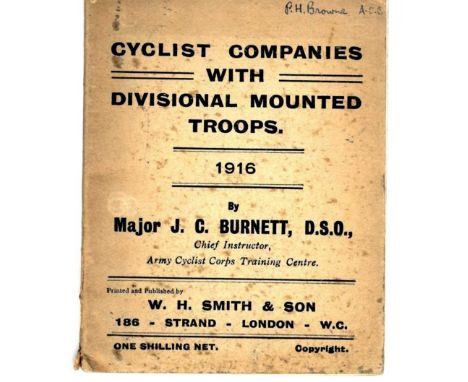 P.H. Browne A.S.C.
CYCLIST COMPANIES
WITH
DIVISIONAL MOUNTED
TROOPS.
1916
By
Major J. C. BURNETT, D.S.O.,
Chief Instructor,
Army Cyclist Corps Training Centre.
Printed and Published by
W. H. SMITH & SON
186 - STRAND - LONDON - W.C.
ONE SHILLING NET. Copyright.